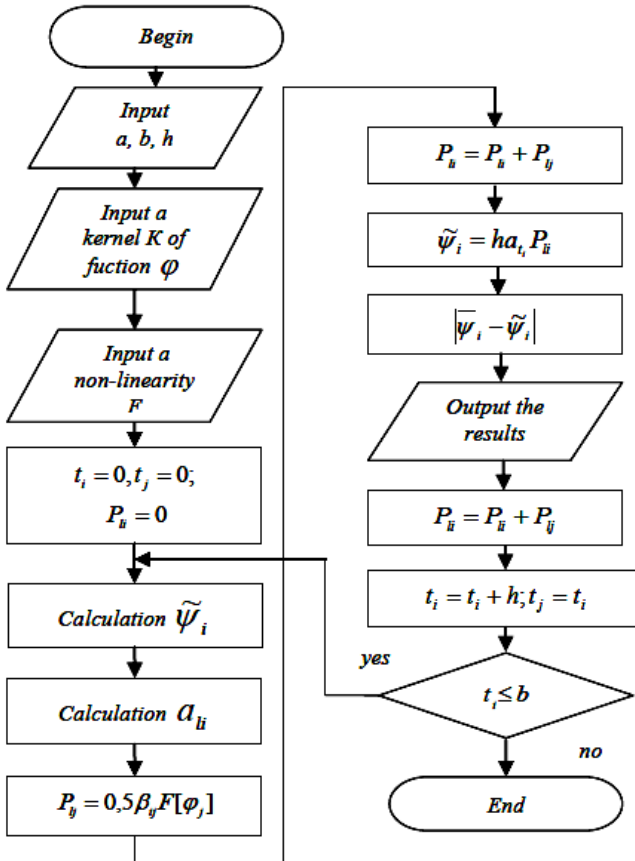 Begin
Input
a, b, h
Input a
kernel K of
fuction φ
Input a
non-linearity
F
t_i = 0, t_j = 0;
P_li = 0
Calculation ψ̃_i
Calculation a_li
P_lj = 0,5β_ij F[φ_j]
P_li = P_li + P_lj
ψ̃_i = ha_{t_i} P_li
|ψ̅_i − ψ̃_i|
Output the
results
P_li = P_li + P_lj
t_i = t_i + h; t_j = t_i
yes
t_i ≤ b
no
End